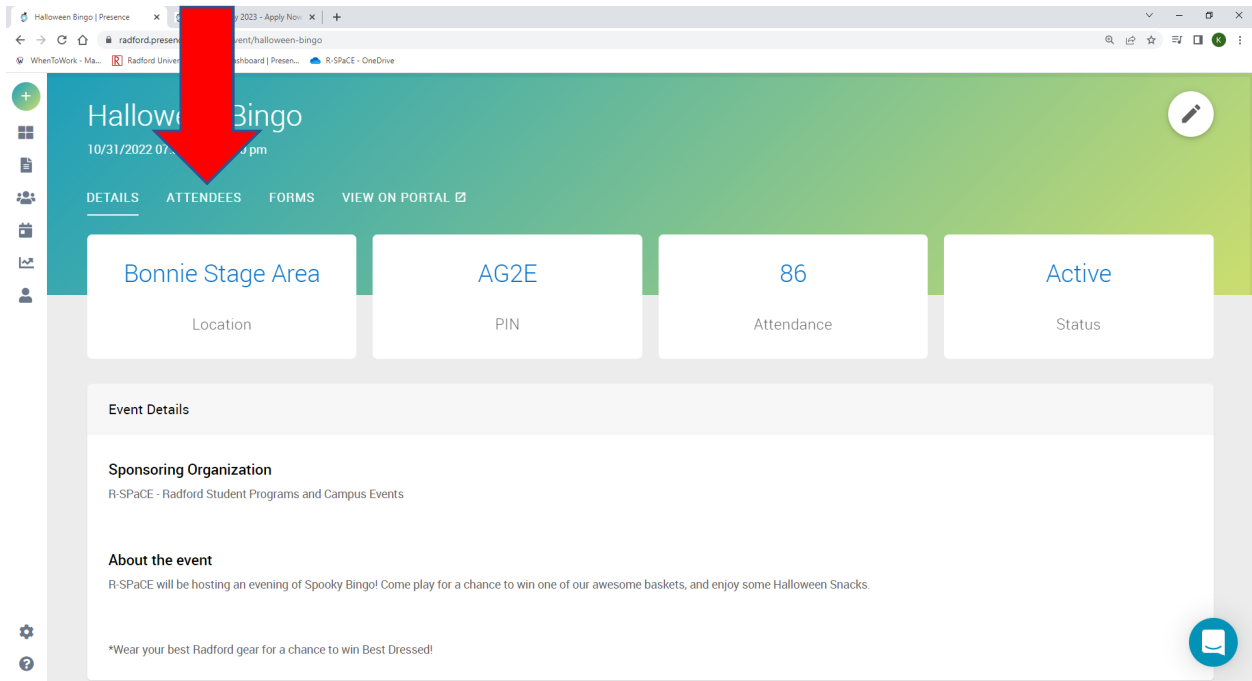 Halloween Bingo | Presence
2023 - Apply Now
radford.presen
vent/halloween-bingo
K
WhenToWork - Ma...
R
Radford Univer
shboard | Presen...
R-SPaCE - OneDrive
Hallowe Bingo
10/31/2022 07 pm
DETAILS ATTENDEES FORMS VIEW ON PORTAL
Bonnie Stage Area
AG2E
86
Active
Location
PIN
Attendance
Status
Event Details
Sponsoring Organization
R-SPaCE - Radford Student Programs and Campus Events
About the event
R-SPaCE will be hosting an evening of Spooky Bingo! Come play for a chance to win one of our awesome baskets, and enjoy some Halloween Snacks.
*Wear your best Radford gear for a chance to win Best Dressed!